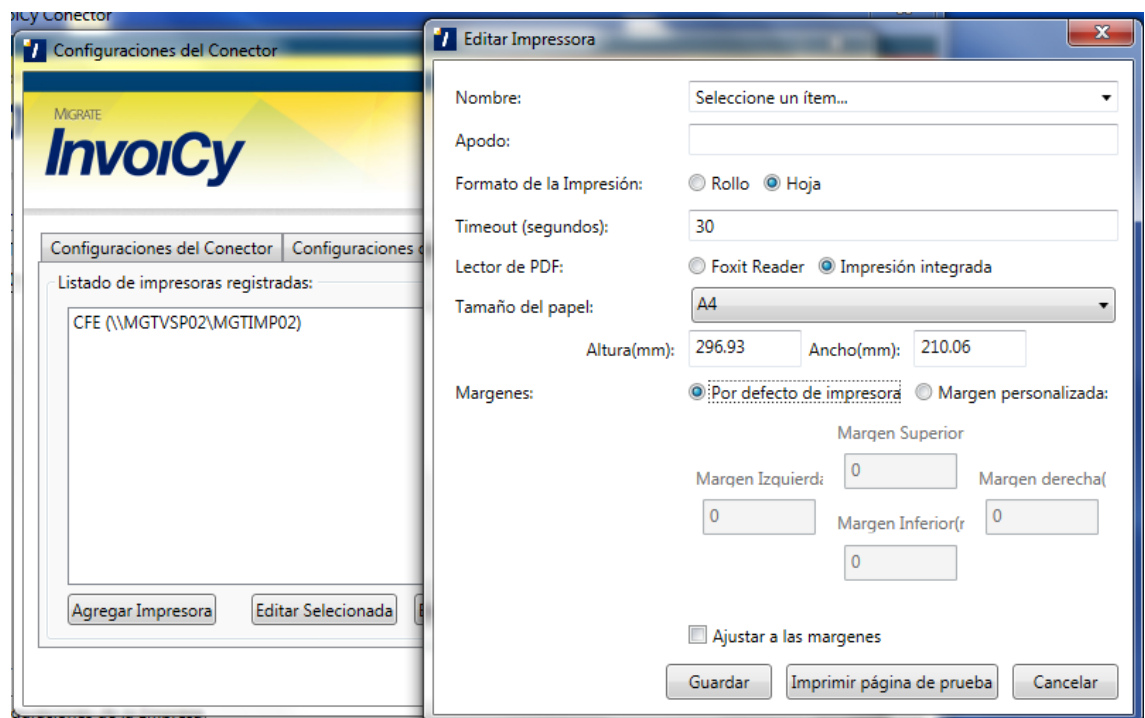 Cy Conector
Configuraciones del Conector
MIGRATE
InvoiCy
Configuraciones del Conector
Configuraciones
Listado de impresoras registradas:
CFE (\\MGTVSP02\MGTIMP02)
Agregar Impresora
Editar Selecionada
Editar Impressora
Nombre:
Seleccione un ítem...
Apodo:
Formato de la Impresión:
Rollo
Hoja
Timeout (segundos):
30
Lector de PDF:
Foxit Reader
Impresión integrada
Tamaño del papel:
A4
Altura(mm):
296.93
Ancho(mm):
210.06
Margenes:
Por defecto de impresora
Margen personalizada:
Margen Superior
0
Margen Izquierda
0
Margen derecha(
0
Margen Inferior(r
0
Ajustar a las margenes
Guardar
Imprimir página de prueba
Cancelar